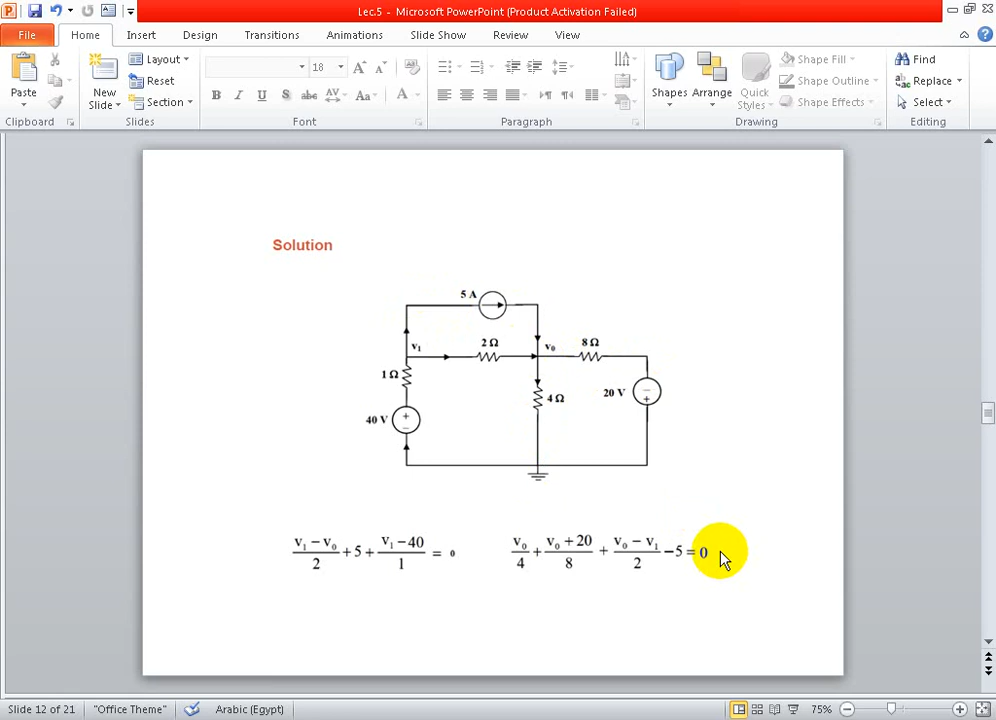 Lec.5 - Microsoft PowerPoint (Product Activation Failed)
File Home Insert Design Transitions Animations Slide Show Review View
Paste
New Slide
Layout
Reset
Section
18
B I U S abc AV Aa A
Shapes Arrange Quick Styles
Shape Fill
Shape Outline
Shape Effects
Find
Replace
Select
Clipboard Slides Font Paragraph Drawing Editing
Solution
5 A
v₁ 2 Ω v₀ 8 Ω
1 Ω
40 V
4 Ω
20 V
+
−
−
+
(v₁ − v₀)/2 + 5 + (v₁ − 40)/1 = 0
v₀/4 + (v₀ + 20)/8 + (v₀ − v₁)/2 − 5 = 0
Slide 12 of 21 "Office Theme" Arabic (Egypt) 75%